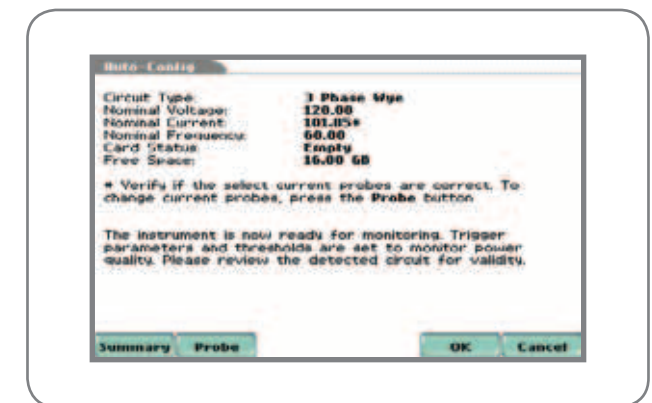 Auto-Config
Circuit Type: 3 Phase Wye
Nominal Voltage: 120.00
Nominal Current: 101.05*
Nominal Frequency: 60.00
Card Status: Empty
Free Space: 16.00 GB
* Verify if the select current probes are correct. To
change current probes, press the Probe button
The instrument is now ready for monitoring. Trigger
parameters and thresholds are set to monitor power
quality. Please review the detected circuit for validity.
Summary Probe OK Cancel